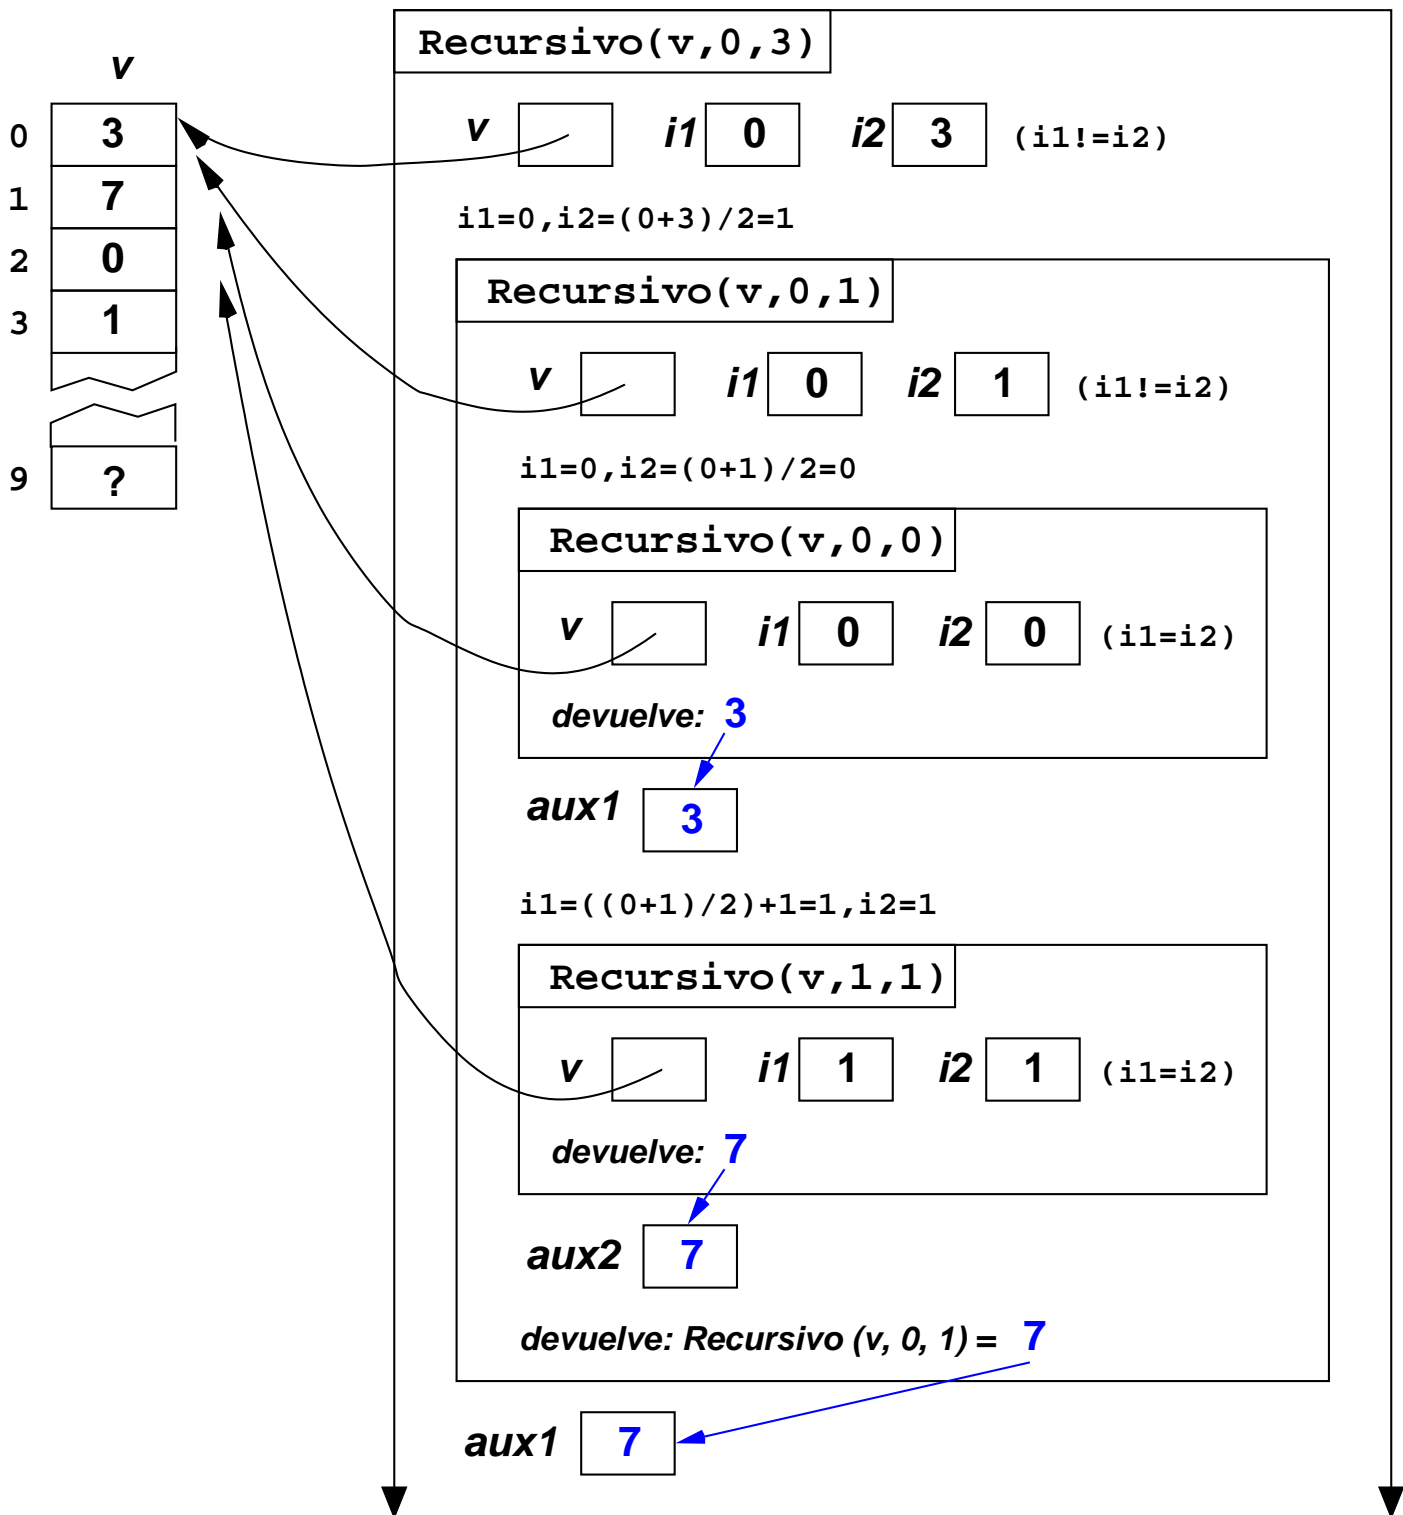 v
0 3
1 7
2 0
3 1
9 ?
Recursivo(v,0,3)
v i1 0 i2 3 (i1!=i2)
i1=0,i2=(0+3)/2=1
Recursivo(v,0,1)
v i1 0 i2 1 (i1!=i2)
i1=0,i2=(0+1)/2=0
Recursivo(v,0,0)
v i1 0 i2 0 (i1=i2)
devuelve: 3
aux1 3
i1=((0+1)/2)+1=1,i2=1
Recursivo(v,1,1)
v i1 1 i2 1 (i1=i2)
devuelve: 7
aux2 7
devuelve: Recursivo (v, 0, 1) = 7
aux1 7